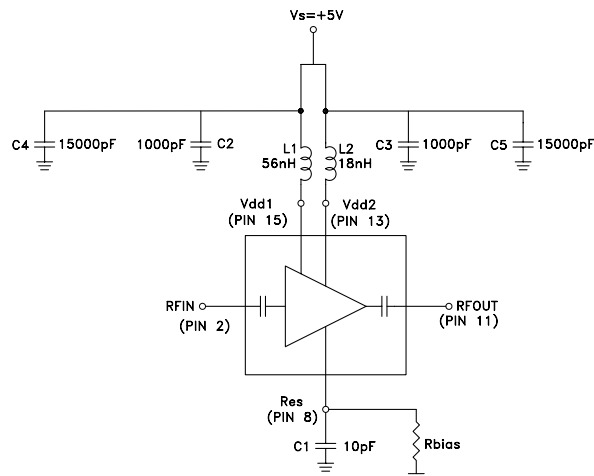 Vs=+5V
C4
15000pF
1000pF
C2
L1
56nH
L2
18nH
C3
1000pF
C5
15000pF
Vdd1
(PIN 15)
Vdd2
(PIN 13)
RFIN
(PIN 2)
RFOUT
(PIN 11)
Res
(PIN 8)
C1
10pF
Rbias